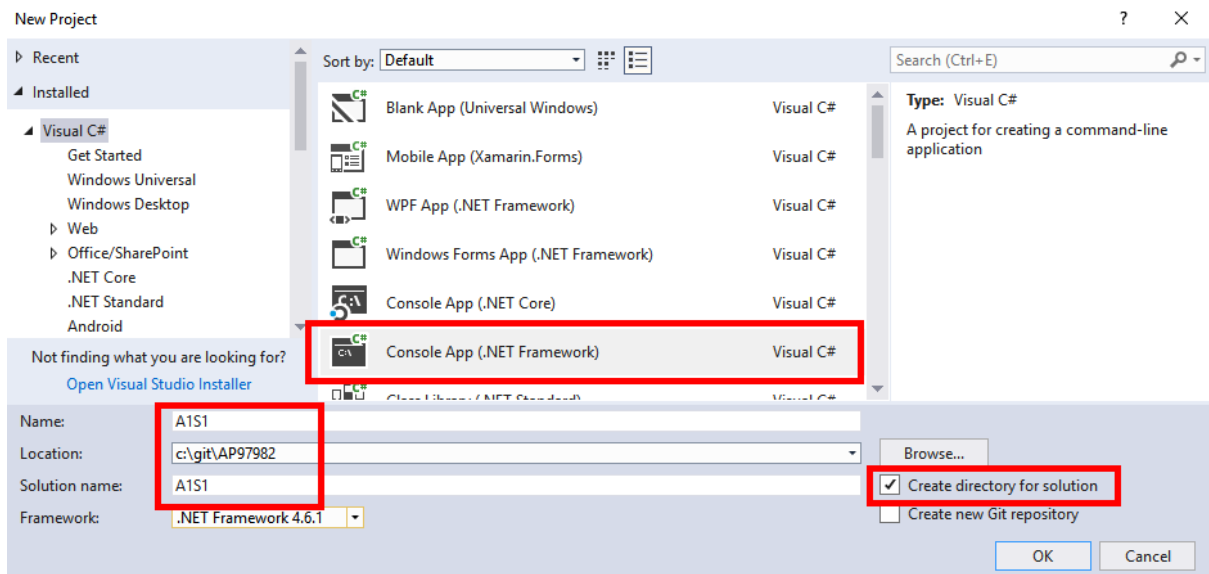 New Project
?
Recent
Installed
Visual C#
Get Started
Windows Universal
Windows Desktop
Web
Office/SharePoint
.NET Core
.NET Standard
Android
Not finding what you are looking for?
Open Visual Studio Installer
Sort by: Default
Blank App (Universal Windows) Visual C#
Mobile App (Xamarin.Forms) Visual C#
WPF App (.NET Framework) Visual C#
Windows Forms App (.NET Framework) Visual C#
Console App (.NET Core) Visual C#
Console App (.NET Framework) Visual C#
Class Library (.NET Standard) Visual C#
Search (Ctrl+E)
Type: Visual C#
A project for creating a command-line
application
Name: A1S1
Location: c:\git\AP97982 Browse...
Solution name: A1S1 Create directory for solution
Framework: .NET Framework 4.6.1 Create new Git repository
OK Cancel